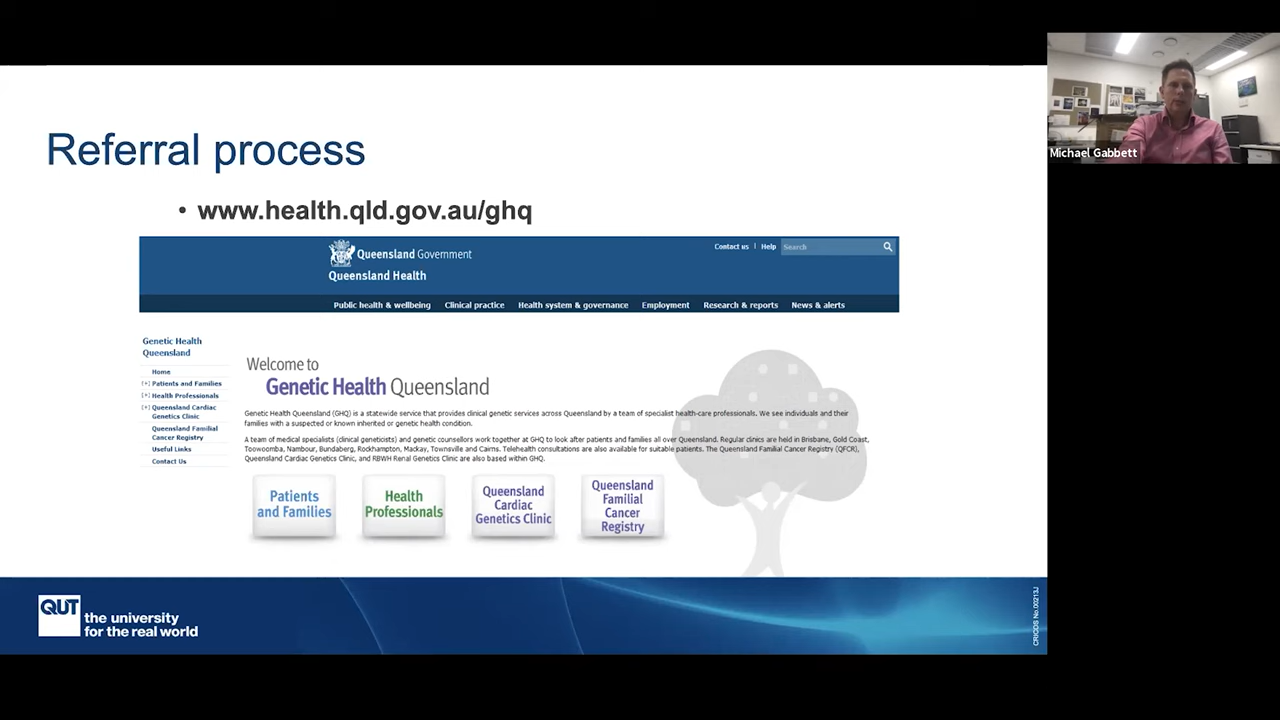 Referral process
• www.health.qld.gov.au/ghq
Queensland Government
Queensland Health
Contact us | Help
Search
Public health & wellbeing Clinical practice Health system & governance Employment Research & reports News & alerts
Genetic Health
Queensland
Home
[+] Patients and Families
[+] Health Professionals
[+] Queensland Cardiac
Genetics Clinic
Queensland Familial
Cancer Registry
Useful Links
Contact Us
Welcome to
Genetic Health Queensland
Genetic Health Queensland (GHQ) is a statewide service that provides clinical genetic services across Queensland by a team of specialist health-care professionals. We see individuals and their
families with a suspected or known inherited or genetic health condition.
A team of medical specialists (clinical geneticists) and genetic counsellors work together at GHQ to look after patients and families all over Queensland. Regular clinics are held in Brisbane, Gold Coast,
Toowoomba, Nambour, Bundaberg, Rockhampton, Mackay, Townsville and Cairns. Telehealth consultations are also available for suitable patients. The Queensland Familial Cancer Registry (QFCR),
Queensland Cardiac Genetics Clinic, and RBWH Renal Genetics Clinic are also based within GHQ.
Patients
and Families
Health
Professionals
Queensland
Cardiac
Genetics Clinic
Queensland
Familial
Cancer
Registry
QUT
the university
for the real world
CRICOS No.00213J
Michael Gabbett